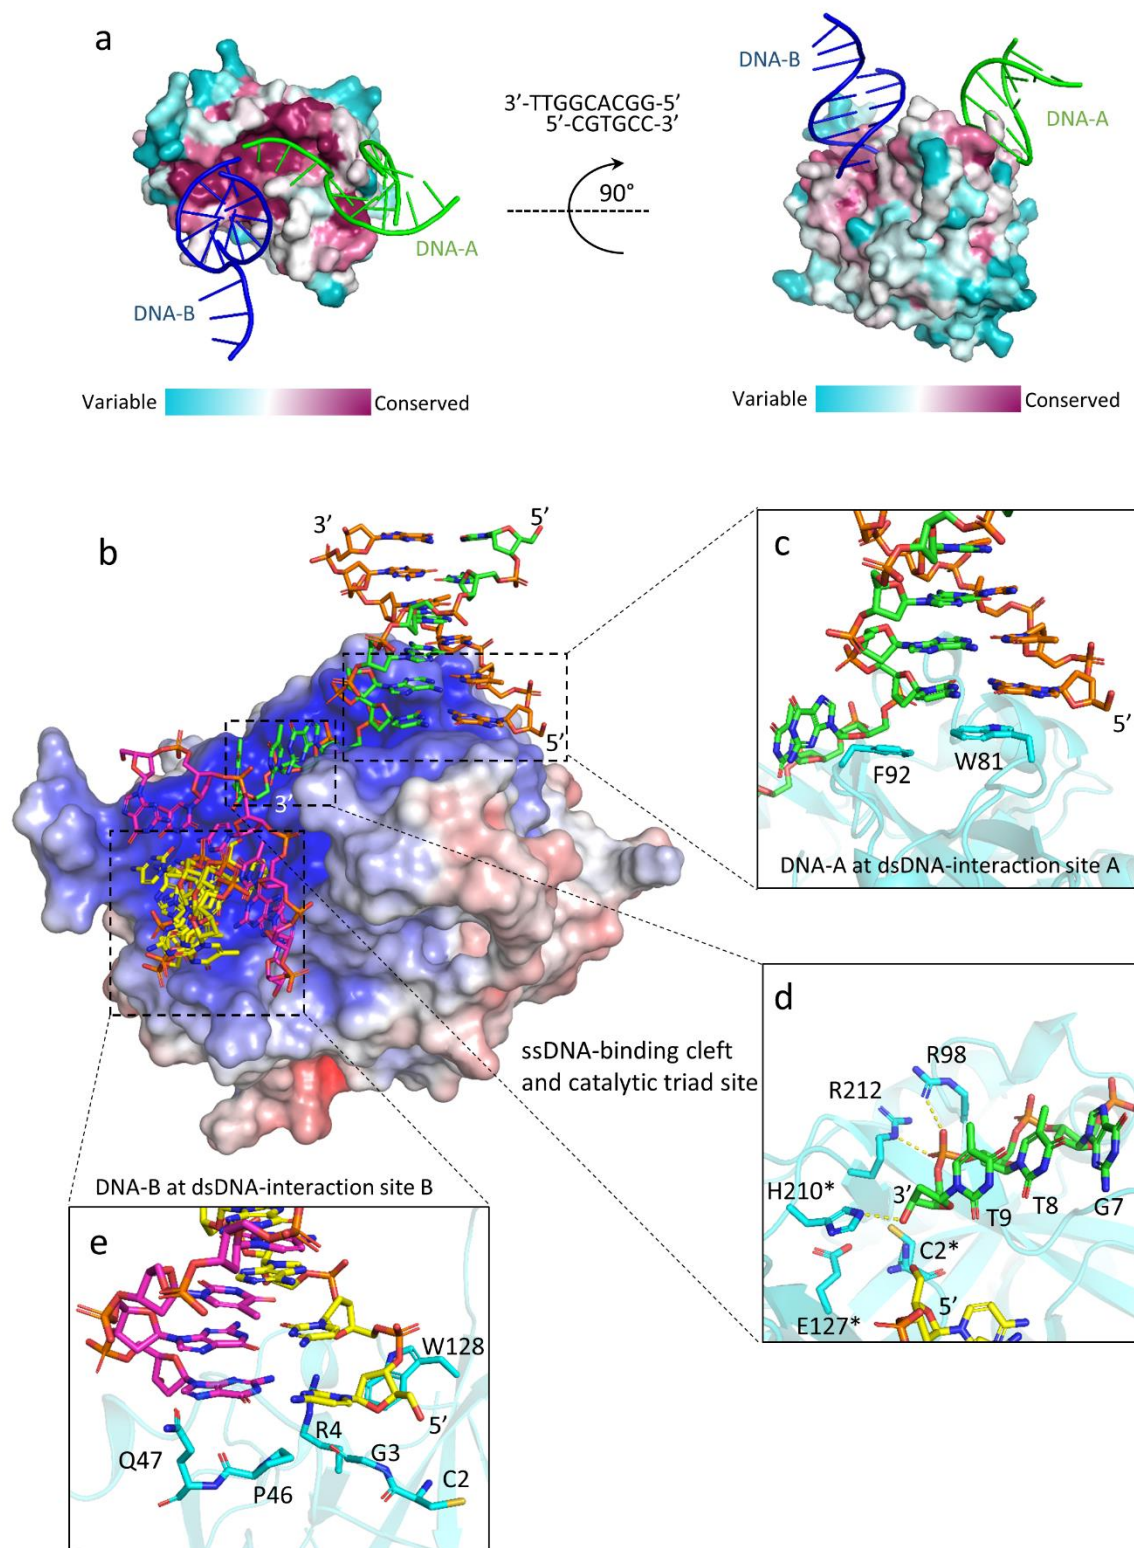 a
DNA-B
DNA-A
3’-TTGGCACGG-5’
5’-CGTGCC-3’
90°
DNA-B
DNA-A
Variable
Conserved
Variable
Conserved
b
3’
5’
5’
3’
c
F92
W81
5’
DNA-A at dsDNA-interaction site A
ssDNA-binding cleft
and catalytic triad site
d
R98
R212
H210*
3’
T9
T8
G7
C2*
E127*
5’
DNA-B at dsDNA-interaction site B
e
W128
5’
R4
G3
C2
Q47
P46